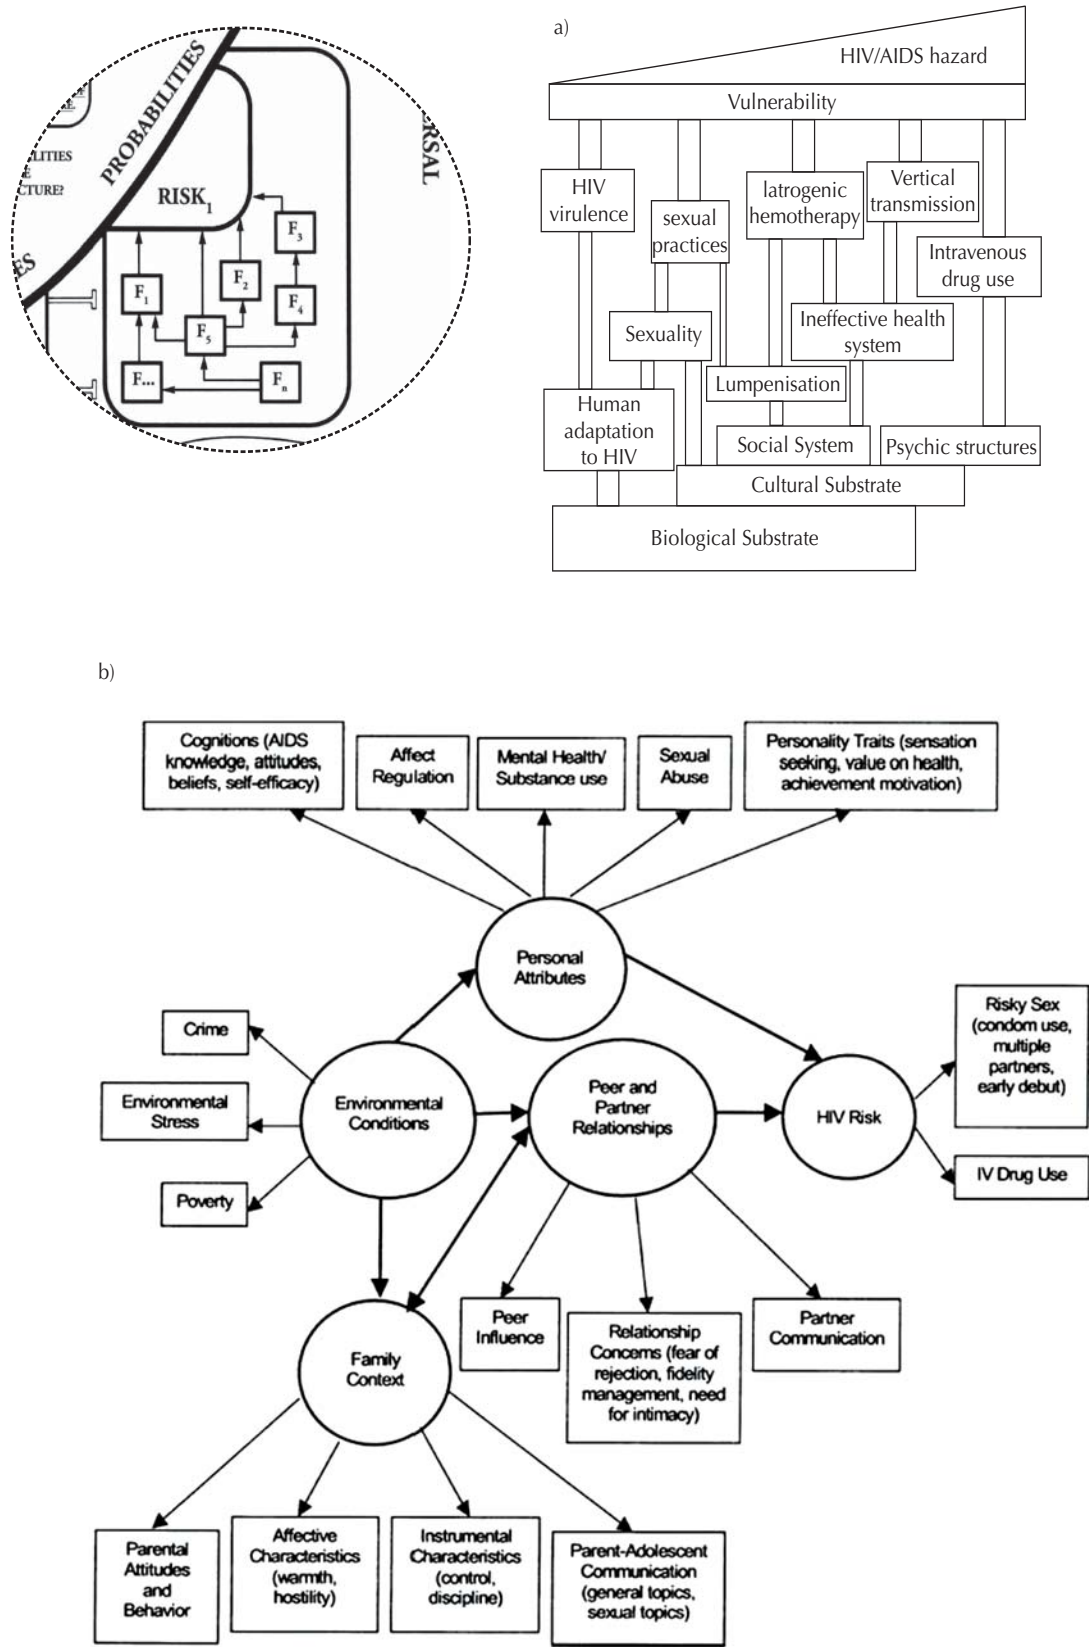 PROBABILITIES
RISK1
F3
F1
F2
F4
F5
F...
Fn
a)
HIV/AIDS hazard
Vulnerability
HIV
virulence
sexual
practices
Iatrogenic
hemotherapy
Vertical
transmission
Intravenous
drug use
Sexuality
Ineffective health
system
Lumpenisation
Human
adaptation
to HIV
Social System
Psychic structures
Cultural Substrate
Biological Substrate
b)
Cognitions (AIDS
knowledge, attitudes,
beliefs, self-efficacy)
Affect
Regulation
Mental Health/
Substance use
Sexual
Abuse
Personality Traits (sensation
seeking, value on health,
achievement motivation)
Personal
Attributes
Crime
Environmental
Stress
Poverty
Environmental
Conditions
Peer and
Partner
Relationships
HIV Risk
Risky Sex
(condom use,
multiple
partners,
early debut)
IV Drug Use
Family
Context
Peer
Influence
Relationship
Concerns (fear of
rejection, fidelity
management, need
for intimacy)
Partner
Communication
Parental
Attitudes
and
Behavior
Affective
Characteristics
(warmth,
hostility)
Instrumental
Characteristics
(control,
discipline)
Parent-Adolescent
Communication
(general topics,
sexual topics)